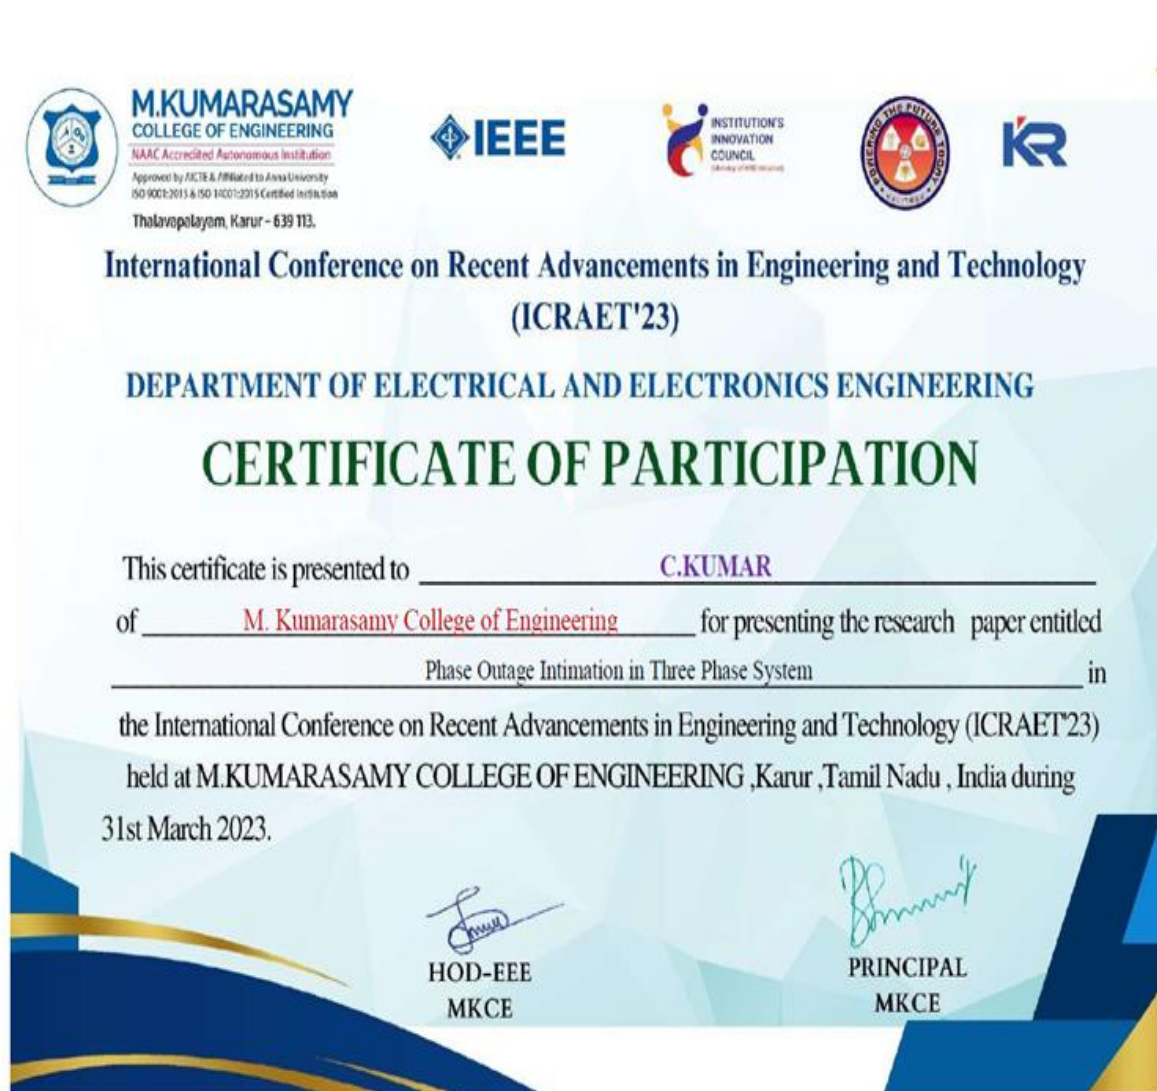 M.KUMARASAMY
COLLEGE OF ENGINEERING
NAAC Accredited Autonomous Institution
Approved by AICTE & Affiliated to Anna University
ISO 9001:2015 & ISO 14001:2015 Certified Institution
Thalavapalayam, Karur – 639 113.
IEEE
INSTITUTION'S
INNOVATION
COUNCIL
POWERING THE FUTURE TODAY
KR
International Conference on Recent Advancements in Engineering and Technology
(ICRAET'23)
DEPARTMENT OF ELECTRICAL AND ELECTRONICS ENGINEERING
CERTIFICATE OF PARTICIPATION
This certificate is presented to C.KUMAR
of M. Kumarasamy College of Engineering for presenting the research paper entitled
Phase Outage Intimation in Three Phase System in
the International Conference on Recent Advancements in Engineering and Technology (ICRAET'23)
held at M.KUMARASAMY COLLEGE OF ENGINEERING ,Karur ,Tamil Nadu , India during
31st March 2023.
HOD-EEE
MKCE
PRINCIPAL
MKCE